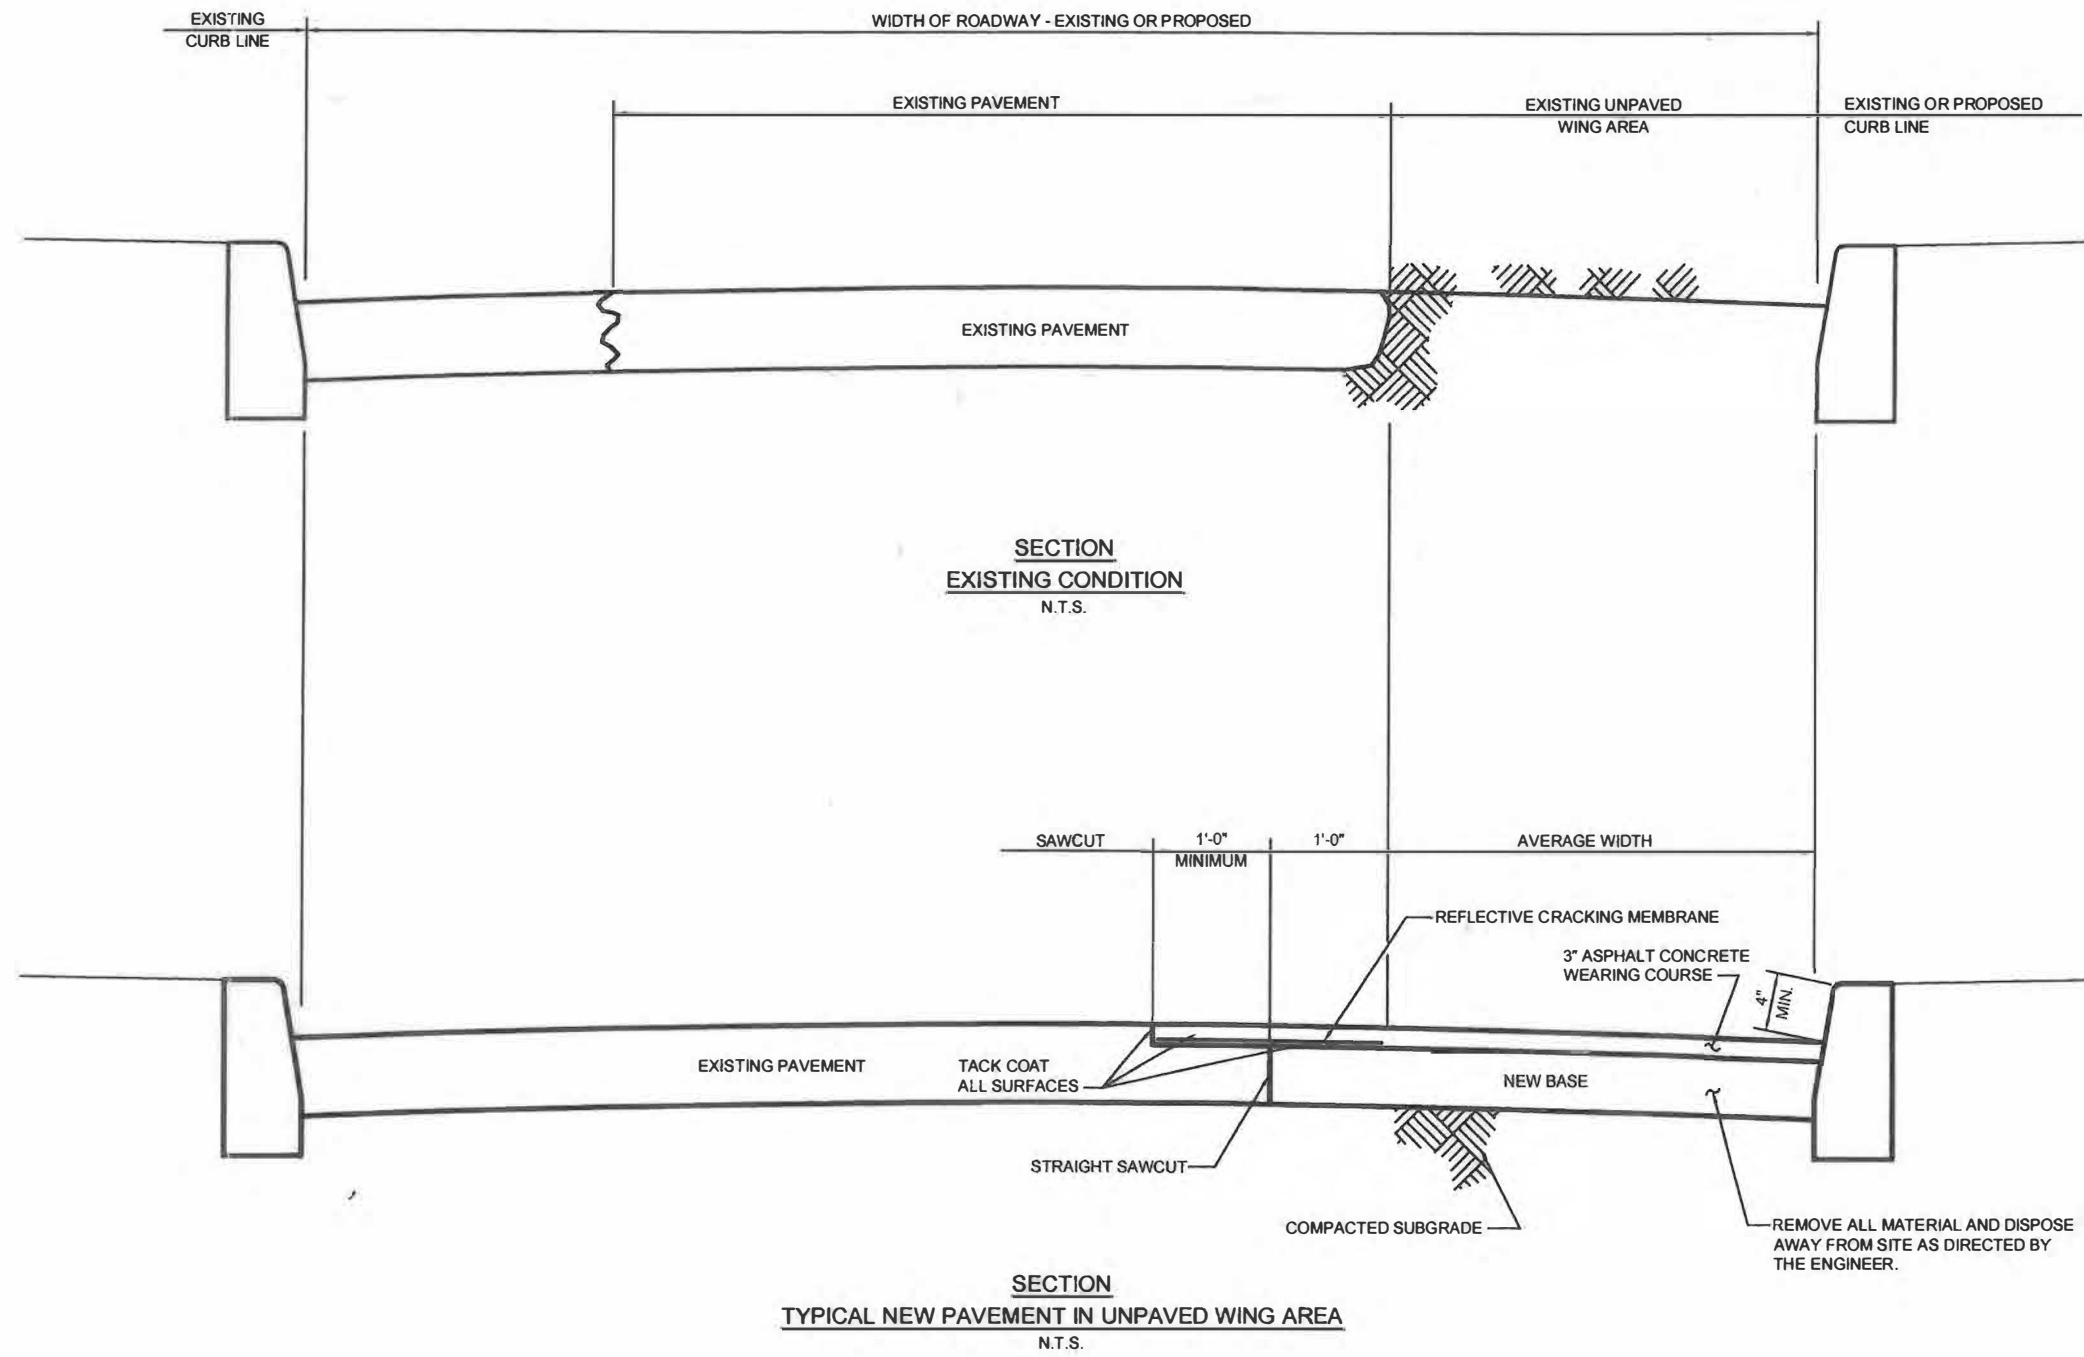 EXISTING
CURB LINE
WIDTH OF ROADWAY - EXISTING OR PROPOSED
EXISTING PAVEMENT
EXISTING UNPAVED
WING AREA
EXISTING OR PROPOSED
CURB LINE
EXISTING PAVEMENT
SECTION
EXISTING CONDITION
N.T.S.
SAWCUT
1'-0"
MINIMUM
1'-0"
AVERAGE WIDTH
REFLECTIVE CRACKING MEMBRANE
3" ASPHALT CONCRETE
WEARING COURSE
4"
MIN.
EXISTING PAVEMENT
TACK COAT
ALL SURFACES
NEW BASE
STRAIGHT SAWCUT
COMPACTED SUBGRADE
REMOVE ALL MATERIAL AND DISPOSE
AWAY FROM SITE AS DIRECTED BY
THE ENGINEER.
SECTION
TYPICAL NEW PAVEMENT IN UNPAVED WING AREA
N.T.S.